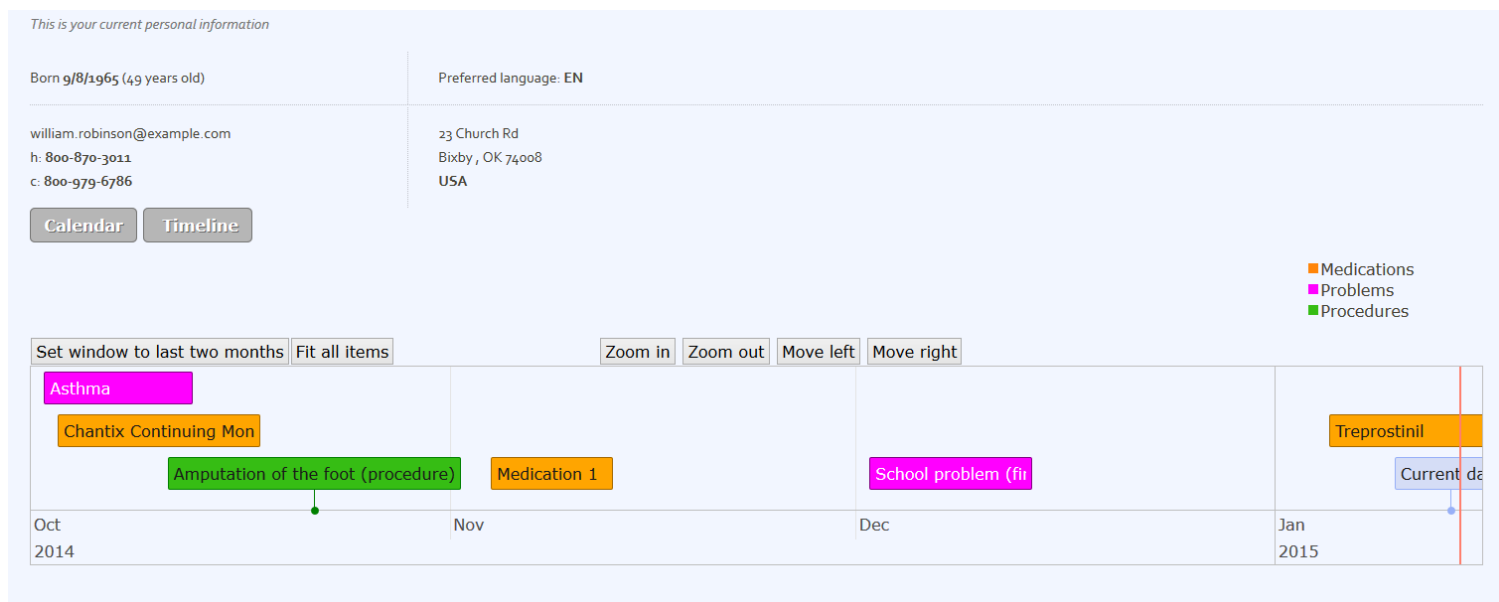 This is your current personal information
Born 9/8/1965 (49 years old)
Preferred language: EN
william.robinson@example.com
h: 800-870-3011
c: 800-979-6786
23 Church Rd
Bixby , OK 74008
USA
Calendar Timeline
Medications
Problems
Procedures
Set window to last two months Fit all items Zoom in Zoom out Move left Move right
Asthma
Chantix Continuing Mon Treprostinil
Amputation of the foot (procedure) Medication 1 School problem (fir Current da
Oct Nov Dec Jan
2014 2015